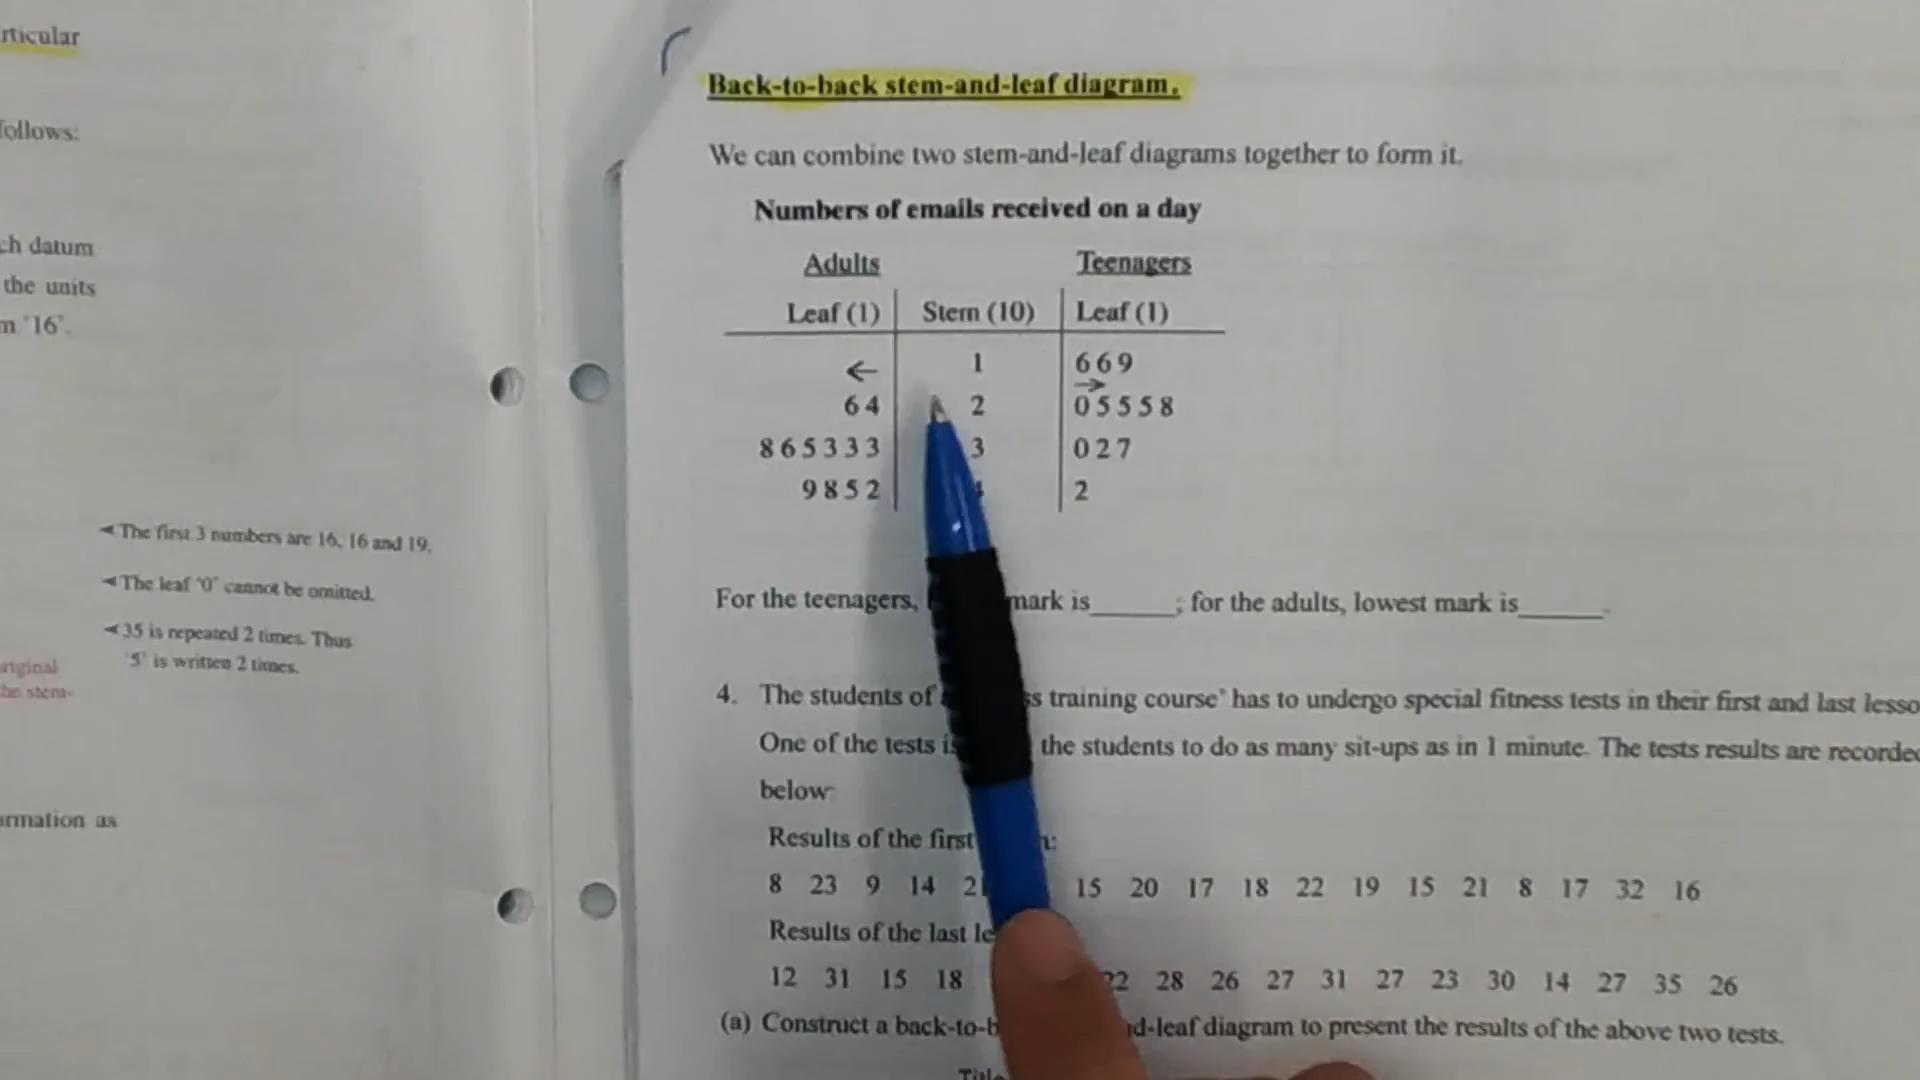 rticular
follows:
ch datum
the units
m '16'.
◄ The first 3 numbers are 16, 16 and 19.
◄ The leaf '0' cannot be omitted.
◄ 35 is repeated 2 times. Thus
'5' is written 2 times.
original
he stem-
ormation as
Back-to-back stem-and-leaf diagram.
We can combine two stem-and-leaf diagrams together to form it.
Numbers of emails received on a day
Adults Teenagers
Leaf (1) Stem (10) Leaf (1)
← 1 6 6 9
→
6 4 2 0 5 5 5 8
8 6 5 3 3 3 3 0 2 7
9 8 5 2 2
For the teenagers, mark is______; for the adults, lowest mark is______.
4. The students of s training course' has to undergo special fitness tests in their first and last lesso
One of the tests the students to do as many sit-ups as in 1 minute. The tests results are recorded
below:
Results of the first
8 23 9 14 15 20 17 18 22 19 15 21 8 17 32 16
Results of the last le
12 31 15 18 22 28 26 27 31 27 23 30 14 27 35 26
(a) Construct a back-to-b d-leaf diagram to present the results of the above two tests.
Title